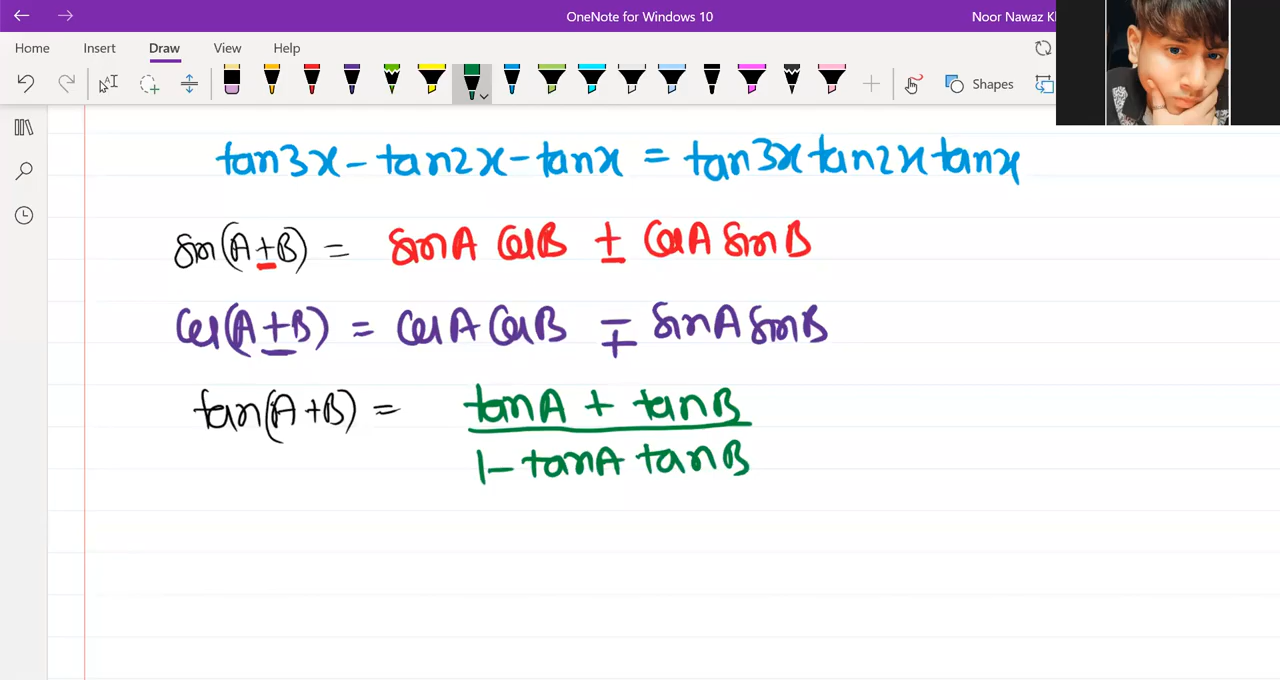 OneNote for Windows 10
Noor Nawaz Kh
Home Insert Draw View Help
Shapes
tan3x - tan2x - tanx = tan3x tan2x tanx
sin(A±B) = sinA cosB ± cosA sinB
cos(A±B) = cosA cosB ∓ sinA sinB
tan(A+B) = tanA + tanB
1 - tanA tanB